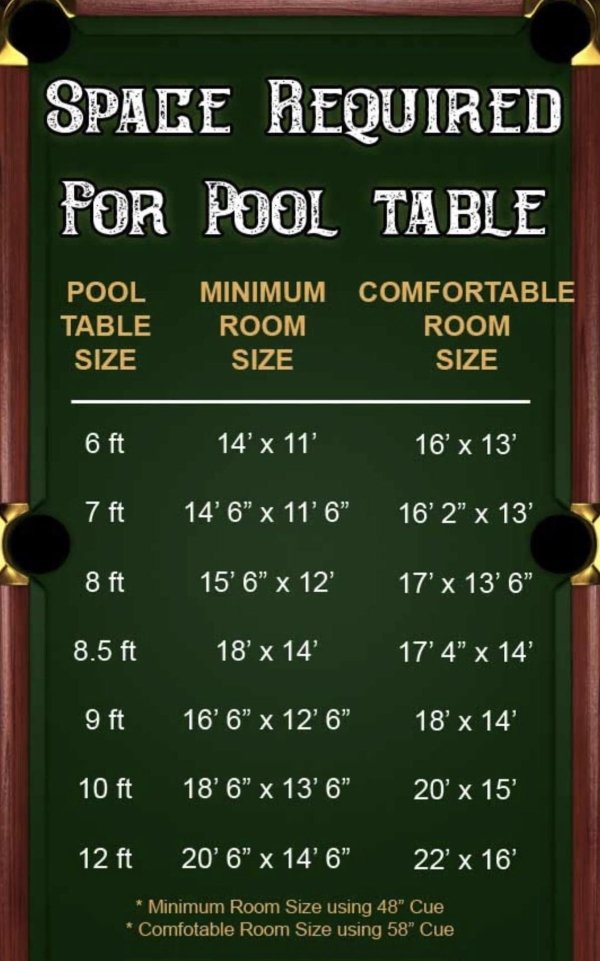 SPACE REQUIRED
FOR POOL TABLE
POOL TABLE SIZE
MINIMUM ROOM SIZE
COMFORTABLE ROOM SIZE
6 ft 14’ x 11’ 16’ x 13’
7 ft 14’ 6” x 11’ 6” 16’ 2” x 13’
8 ft 15’ 6” x 12’ 17’ x 13’ 6”
8.5 ft 18’ x 14’ 17’ 4” x 14’
9 ft 16’ 6” x 12’ 6” 18’ x 14’
10 ft 18’ 6” x 13’ 6” 20’ x 15’
12 ft 20’ 6” x 14’ 6” 22’ x 16’
* Minimum Room Size using 48” Cue
* Comfotable Room Size using 58” Cue